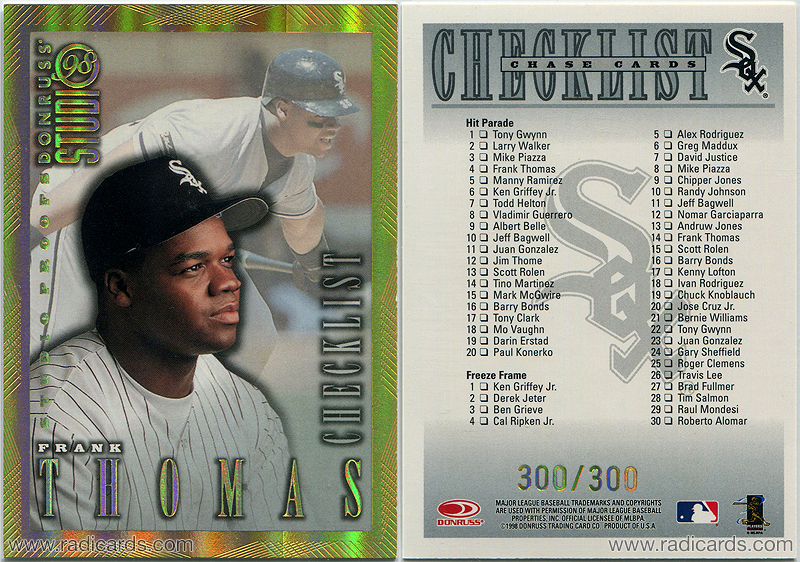 DONRUSS
STUDIO 98
STUDIO PROOFS
Sox
CHECKLIST
FRANK
THOMAS
www.radicards.com
CHECKLIST
CHASE CARDS
Sox
Hit Parade
1 Tony Gwynn
2 Larry Walker
3 Mike Piazza
4 Frank Thomas
5 Manny Ramirez
6 Ken Griffey Jr.
7 Todd Helton
8 Vladimir Guerrero
9 Albert Belle
10 Jeff Bagwell
11 Juan Gonzalez
12 Jim Thome
13 Scott Rolen
14 Tino Martinez
15 Mark McGwire
16 Barry Bonds
17 Tony Clark
18 Mo Vaughn
19 Darin Erstad
20 Paul Konerko
Freeze Frame
1 Ken Griffey Jr.
2 Derek Jeter
3 Ben Grieve
4 Cal Ripken Jr.
5 Alex Rodriguez
6 Greg Maddux
7 David Justice
8 Mike Piazza
9 Chipper Jones
10 Randy Johnson
11 Jeff Bagwell
12 Nomar Garciaparra
13 Andruw Jones
14 Frank Thomas
15 Scott Rolen
16 Barry Bonds
17 Kenny Lofton
18 Ivan Rodriguez
19 Chuck Knoblauch
20 Jose Cruz Jr.
21 Bernie Williams
22 Tony Gwynn
23 Juan Gonzalez
24 Gary Sheffield
25 Roger Clemens
26 Travis Lee
27 Brad Fullmer
28 Tim Salmon
29 Raul Mondesi
30 Roberto Alomar
Sox
300/300
DONRUSS
MAJOR LEAGUE BASEBALL TRADEMARKS AND COPYRIGHTS
ARE USED WITH PERMISSION OF MAJOR LEAGUE BASEBALL
PROPERTIES, INC. OFFICIAL LICENSEE OF MLBPA
©1998 DONRUSS TRADING CARD CO. PRODUCT OF U.S.A.
www.radicards.com